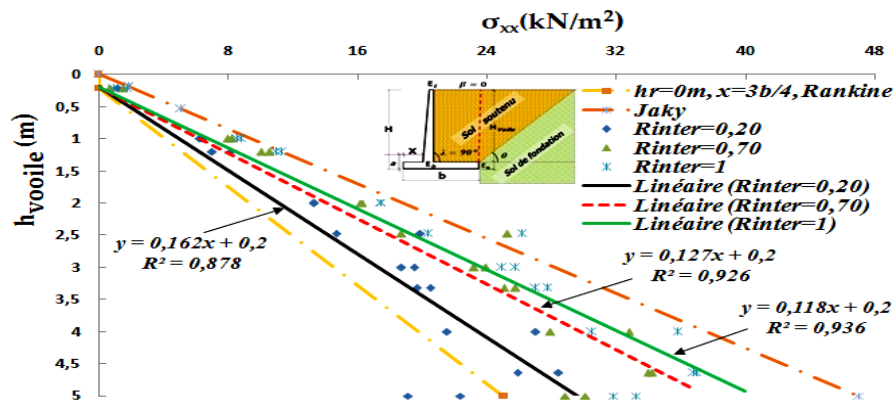 σxx(kN/m²)
0 8 16 24 32 40 48
0
0,5
1
1,5
2
2,5
3
3,5
4
4,5
5
hvooile (m)
hr=0m, x=3b/4, Rankine
Jaky
Rinter=0,20
Rinter=0,70
Rinter=1
Linéaire (Rinter=0,20)
Linéaire (Rinter=0,70)
Linéaire (Rinter=1)
β = 0
H
Sol soutenu
Sol de fondation
90°
θ
X
b
y = 0,162x + 0,2
R² = 0,878
y = 0,127x + 0,2
R² = 0,926
y = 0,118x + 0,2
R² = 0,936